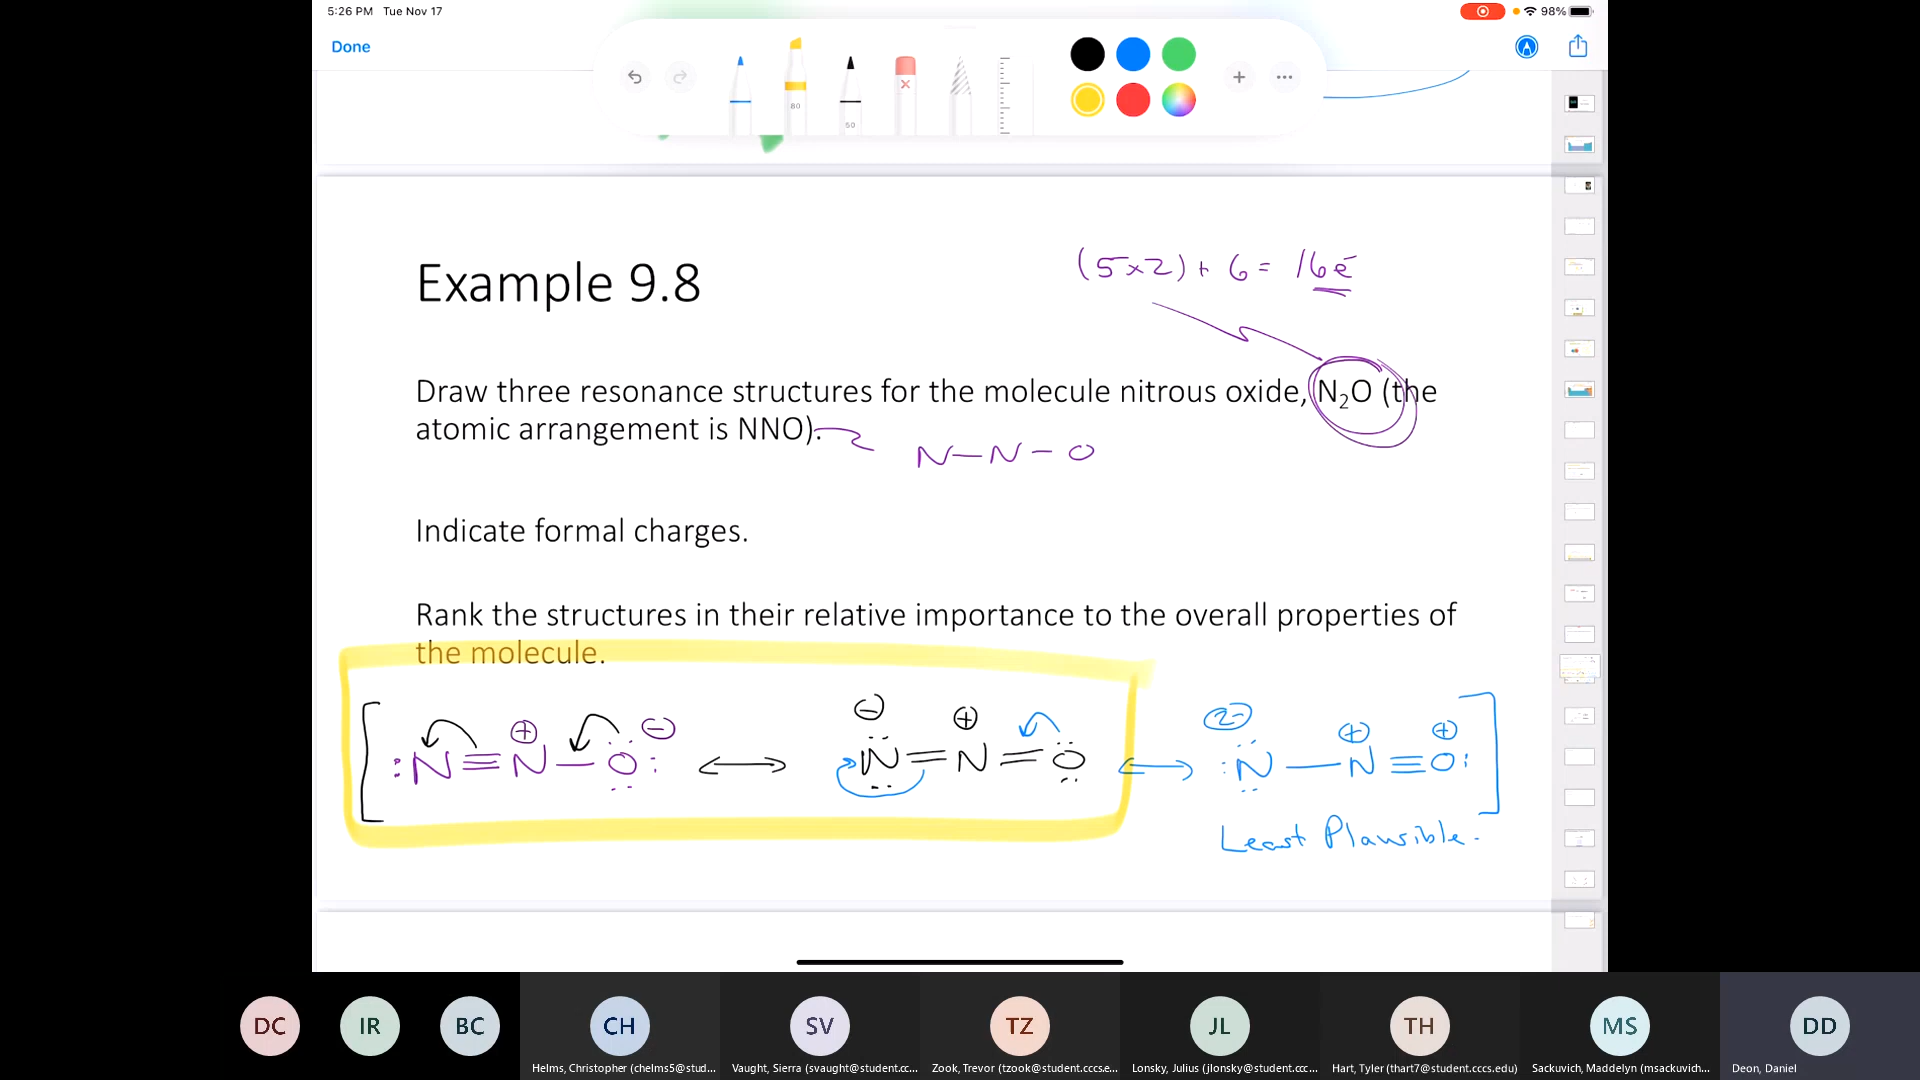 5:26 PM Tue Nov 17
98%
Done
80
50
Example 9.8
(5x2) + 6 = 16e⁻
Draw three resonance structures for the molecule nitrous oxide, N₂O (the
atomic arrangement is NNO).
N—N—O
Indicate formal charges.
Rank the structures in their relative importance to the overall properties of
the molecule.
⊖ ⊕ ⊕ ⊖ 2- ⊕ ⊕
[ :N≡N—O: ⟷ N=N=O ⟷ :N—N≡O: ]
Least Plausible.
DC IR BC CH SV TZ JL TH MS DD
Helms, Christopher (chelms5@stud... Vaught, Sierra (svaught@student.cc... Zook, Trevor (tzook@student.cccs.e... Lonsky, Julius (jlonsky@student.ccc... Hart, Tyler (thart7@student.cccs.edu) Sackuvich, Maddelyn (msackuvich... Deon, Daniel